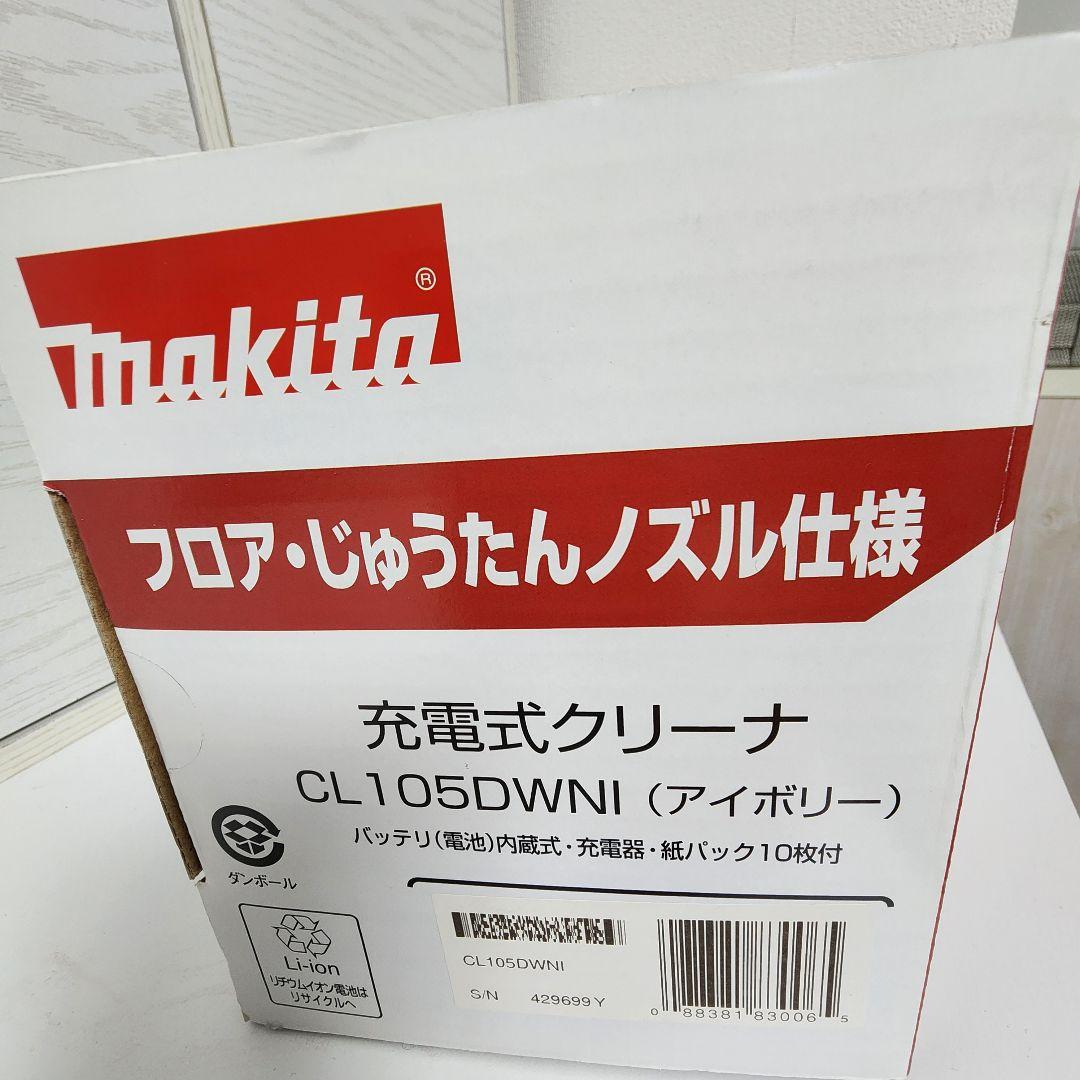 makita®
フロア・じゅうたんノズル仕様
充電式クリーナ
CL105DWNI（アイボリー）
バッテリ（電池）内蔵式・充電器・紙パック10枚付
ダンボール
Li-ion
リチウムイオン電池は
リサイクルへ
CL105DWNI
S/N 429699Y
0 88381 83006 5